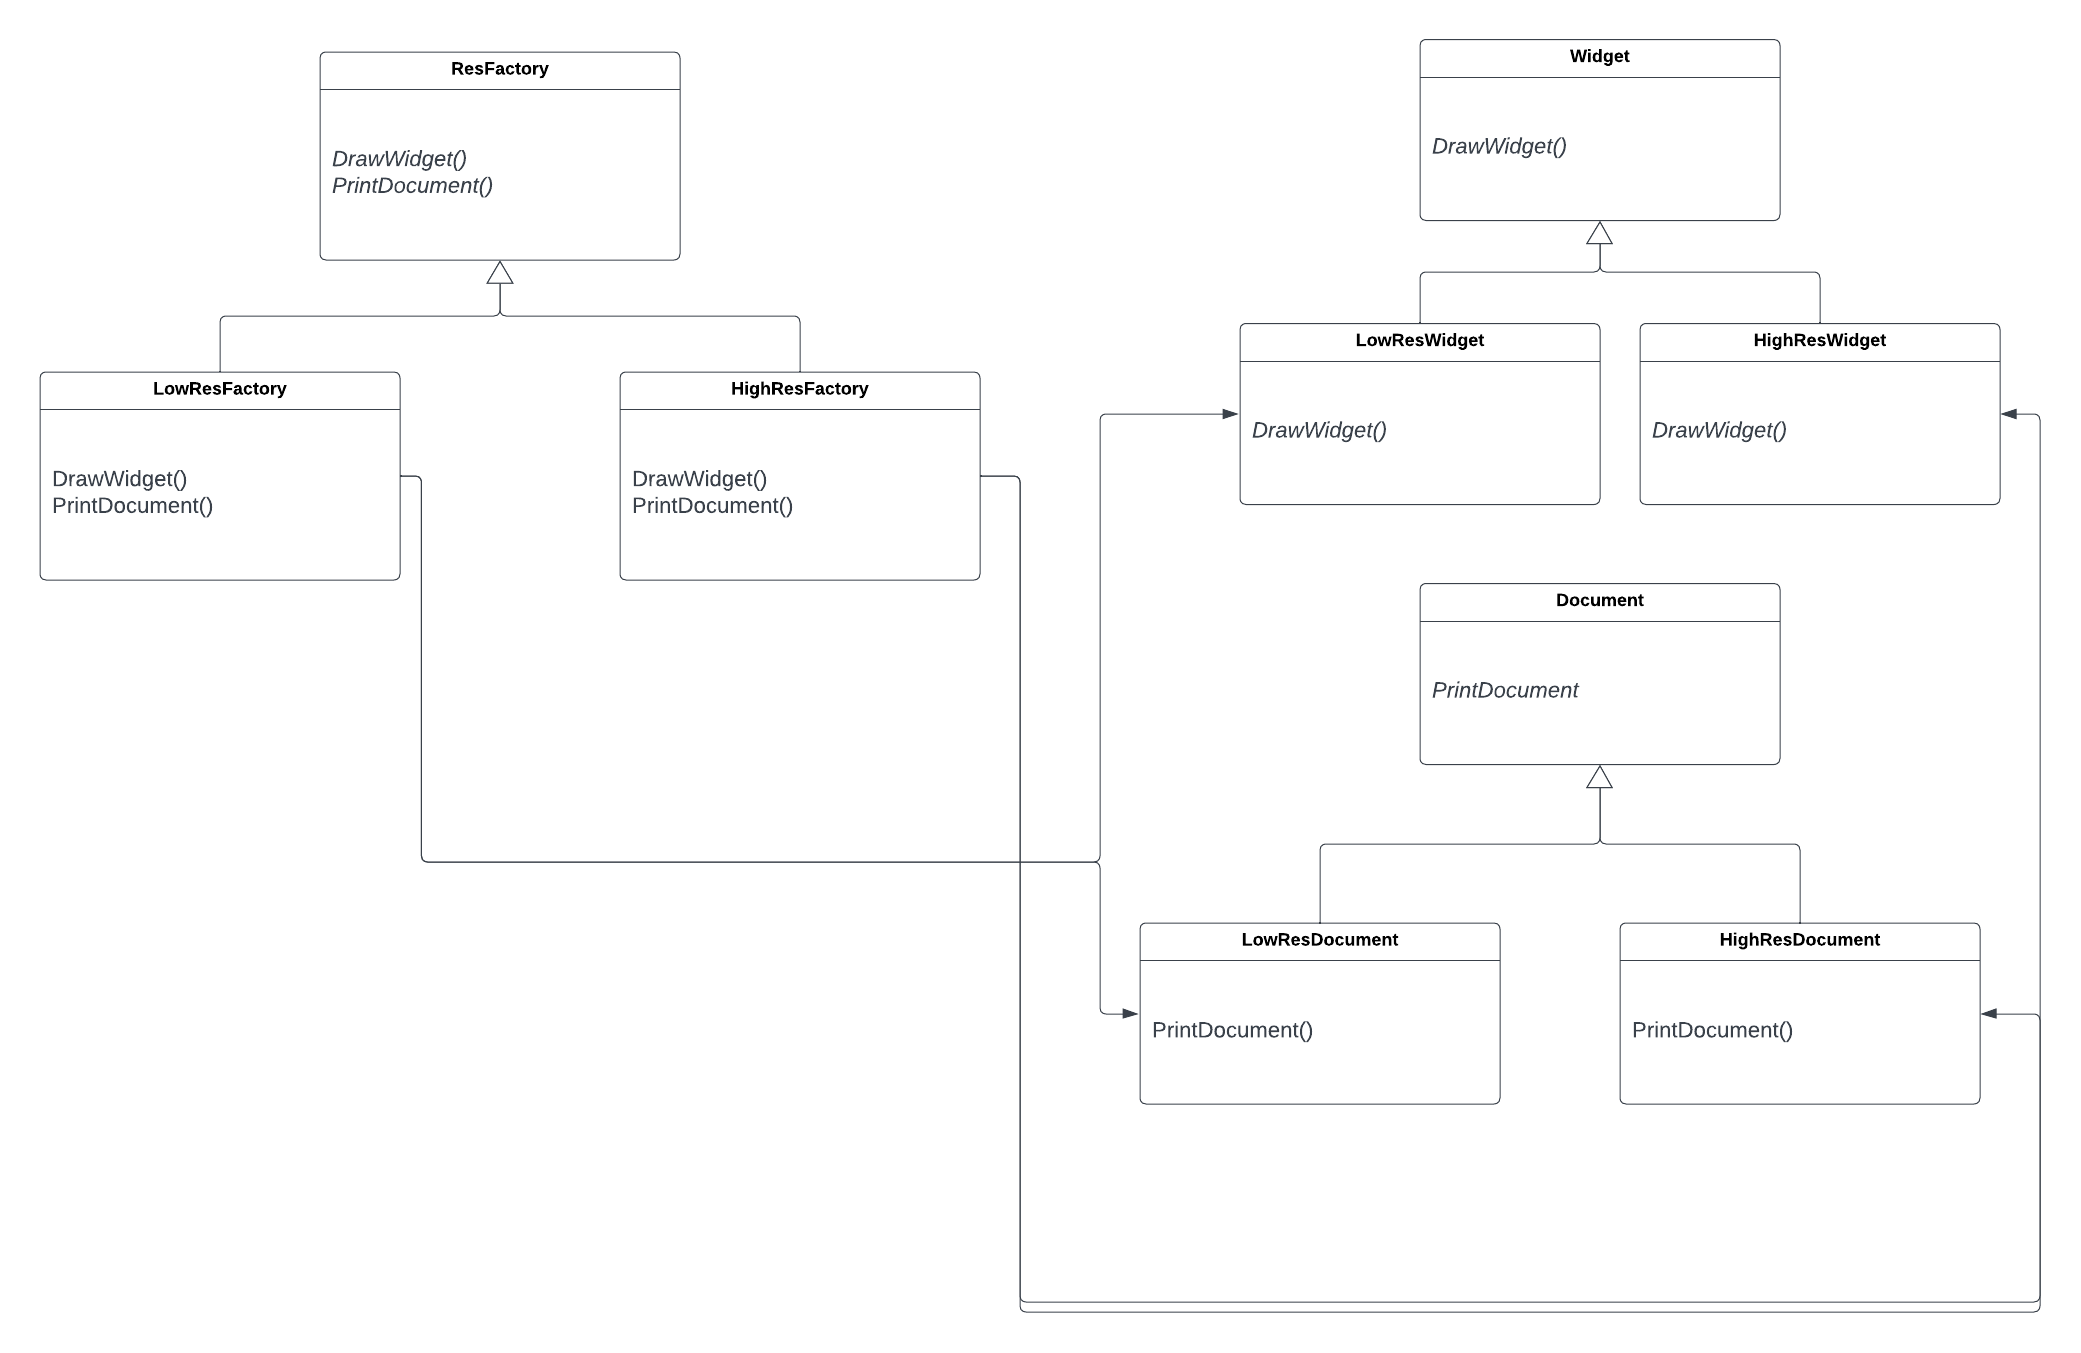 ResFactory
DrawWidget()
PrintDocument()
LowResFactory
DrawWidget()
PrintDocument()
HighResFactory
DrawWidget()
PrintDocument()
Widget
DrawWidget()
LowResWidget
DrawWidget()
HighResWidget
DrawWidget()
Document
PrintDocument
LowResDocument
PrintDocument()
HighResDocument
PrintDocument()